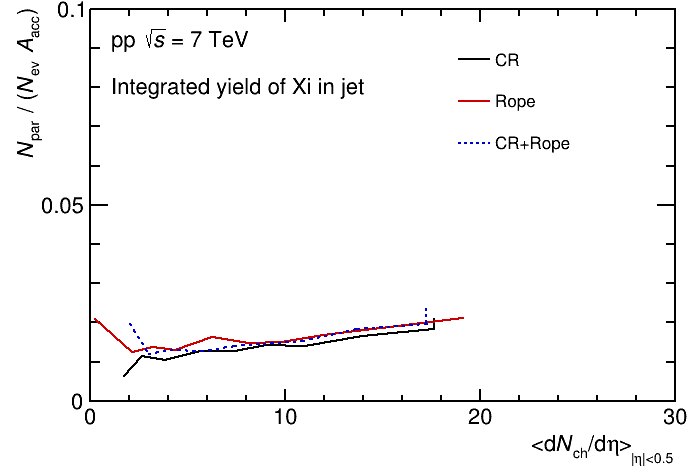 pp √s = 7 TeV
Integrated yield of Xi in jet
CR
Rope
CR+Rope
N_par / (N_ev A_acc)
0.1
0.05
0
0 10 20 30
<dN_ch/dη>_|η|<0.5